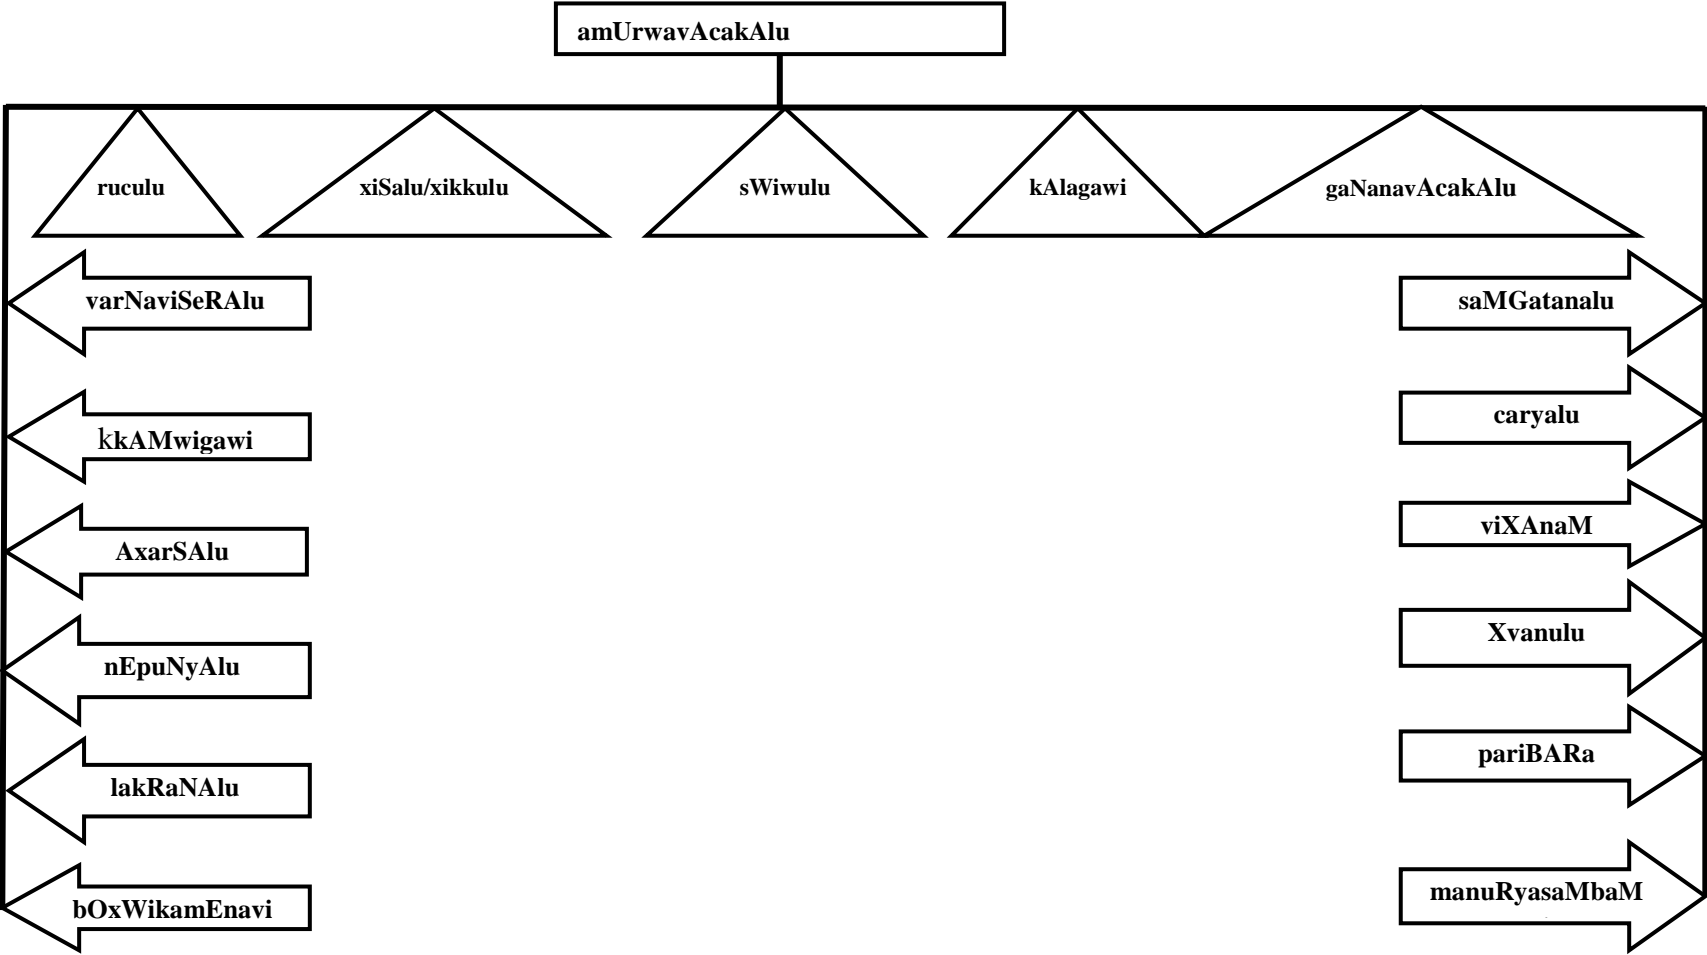 amUrwavAcakAlu
ruculu
xiSalu/xikkulu
sWiwulu
kAlagawi
gaNanavAcakAlu
varNaviSeRAlu
kkAMwigawi
AxarSAlu
nEpuNyAlu
lakRaNAlu
bOxWikamEnavi
saMGatanalu
caryalu
viXAnaM
Xvanulu
pariBARa
manuRyasaMbaM